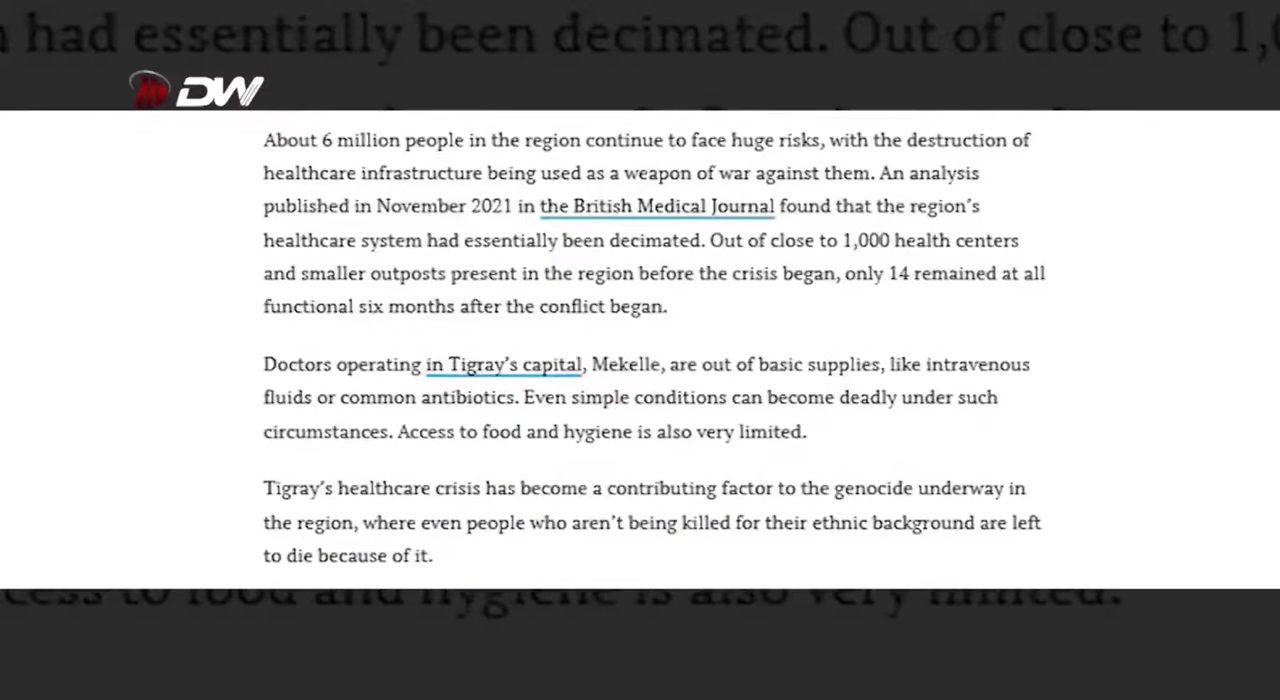 had essentially been decimated. Out of close to 1,
DW
About 6 million people in the region continue to face huge risks, with the destruction of
healthcare infrastructure being used as a weapon of war against them. An analysis
published in November 2021 in the British Medical Journal found that the region's
healthcare system had essentially been decimated. Out of close to 1,000 health centers
and smaller outposts present in the region before the crisis began, only 14 remained at all
functional six months after the conflict began.
Doctors operating in Tigray's capital, Mekelle, are out of basic supplies, like intravenous
fluids or common antibiotics. Even simple conditions can become deadly under such
circumstances. Access to food and hygiene is also very limited.
Tigray's healthcare crisis has become a contributing factor to the genocide underway in
the region, where even people who aren't being killed for their ethnic background are left
to die because of it.
to food and hygiene is also very limited.